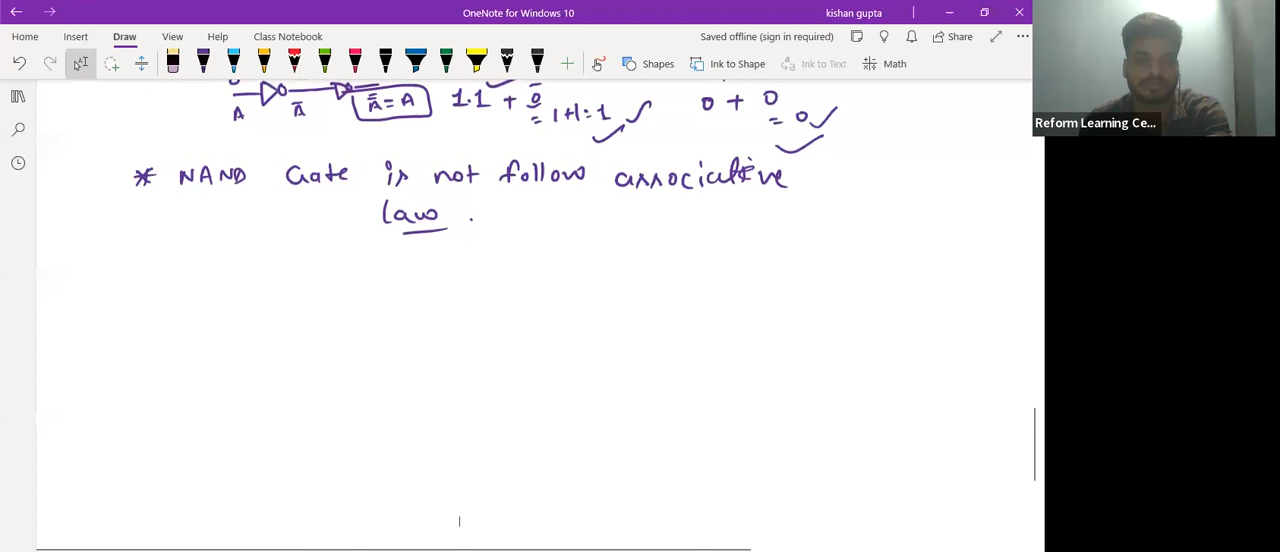 OneNote for Windows 10
kishan gupta
Home Insert Draw View Help Class Notebook
Saved offline (sign in required)
Share
Shapes Ink to Shape Ink to Text Math
A Ā A̿ = A 1.1 + 0̅ = 1+1=1 0 + 0 = 0
Reform Learning Ce...
* NAND Gate is not follow associative
law .